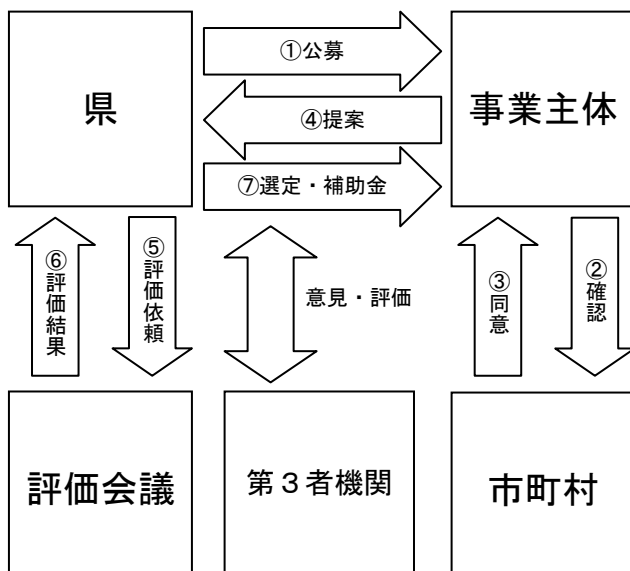 県
①公募
④提案
⑦選定・補助金
事業主体
⑥評価結果
⑤評価依頼
意見・評価
③同意
②確認
評価会議
第３者機関
市町村